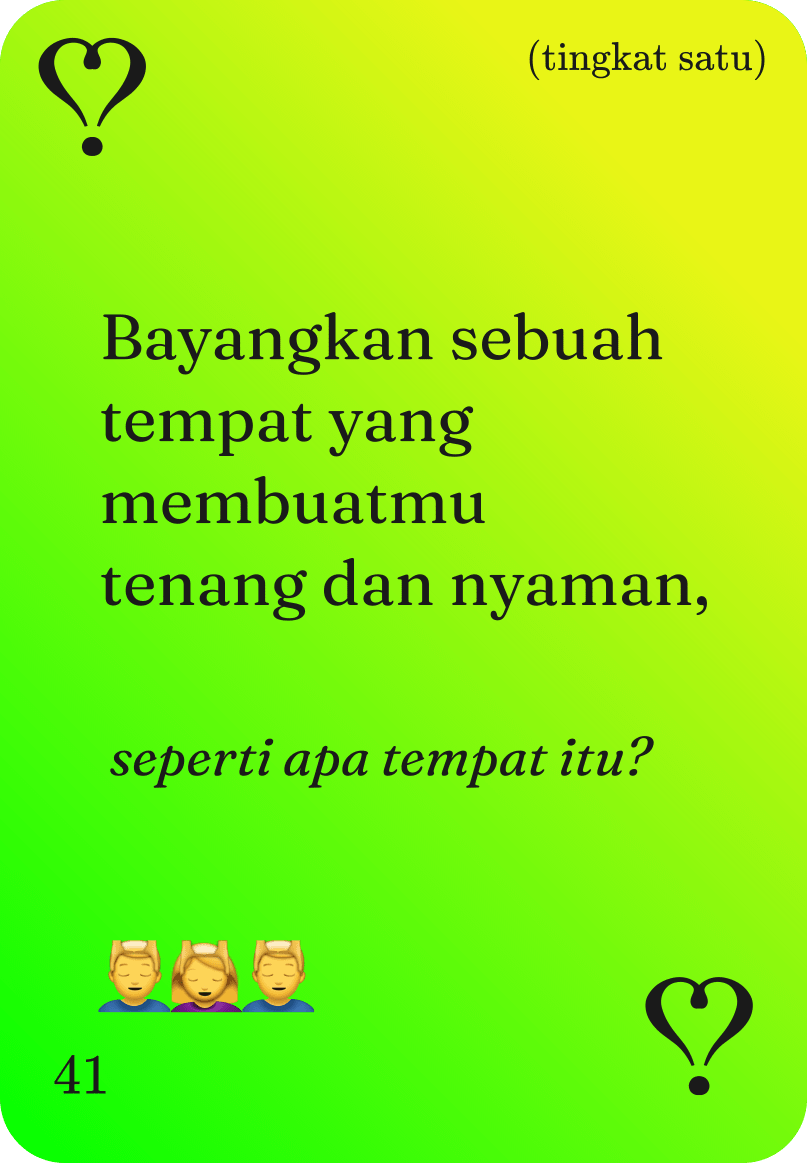 (tingkat satu)
Bayangkan sebuah
tempat yang
membuatmu
tenang dan nyaman,
seperti apa tempat itu?
41